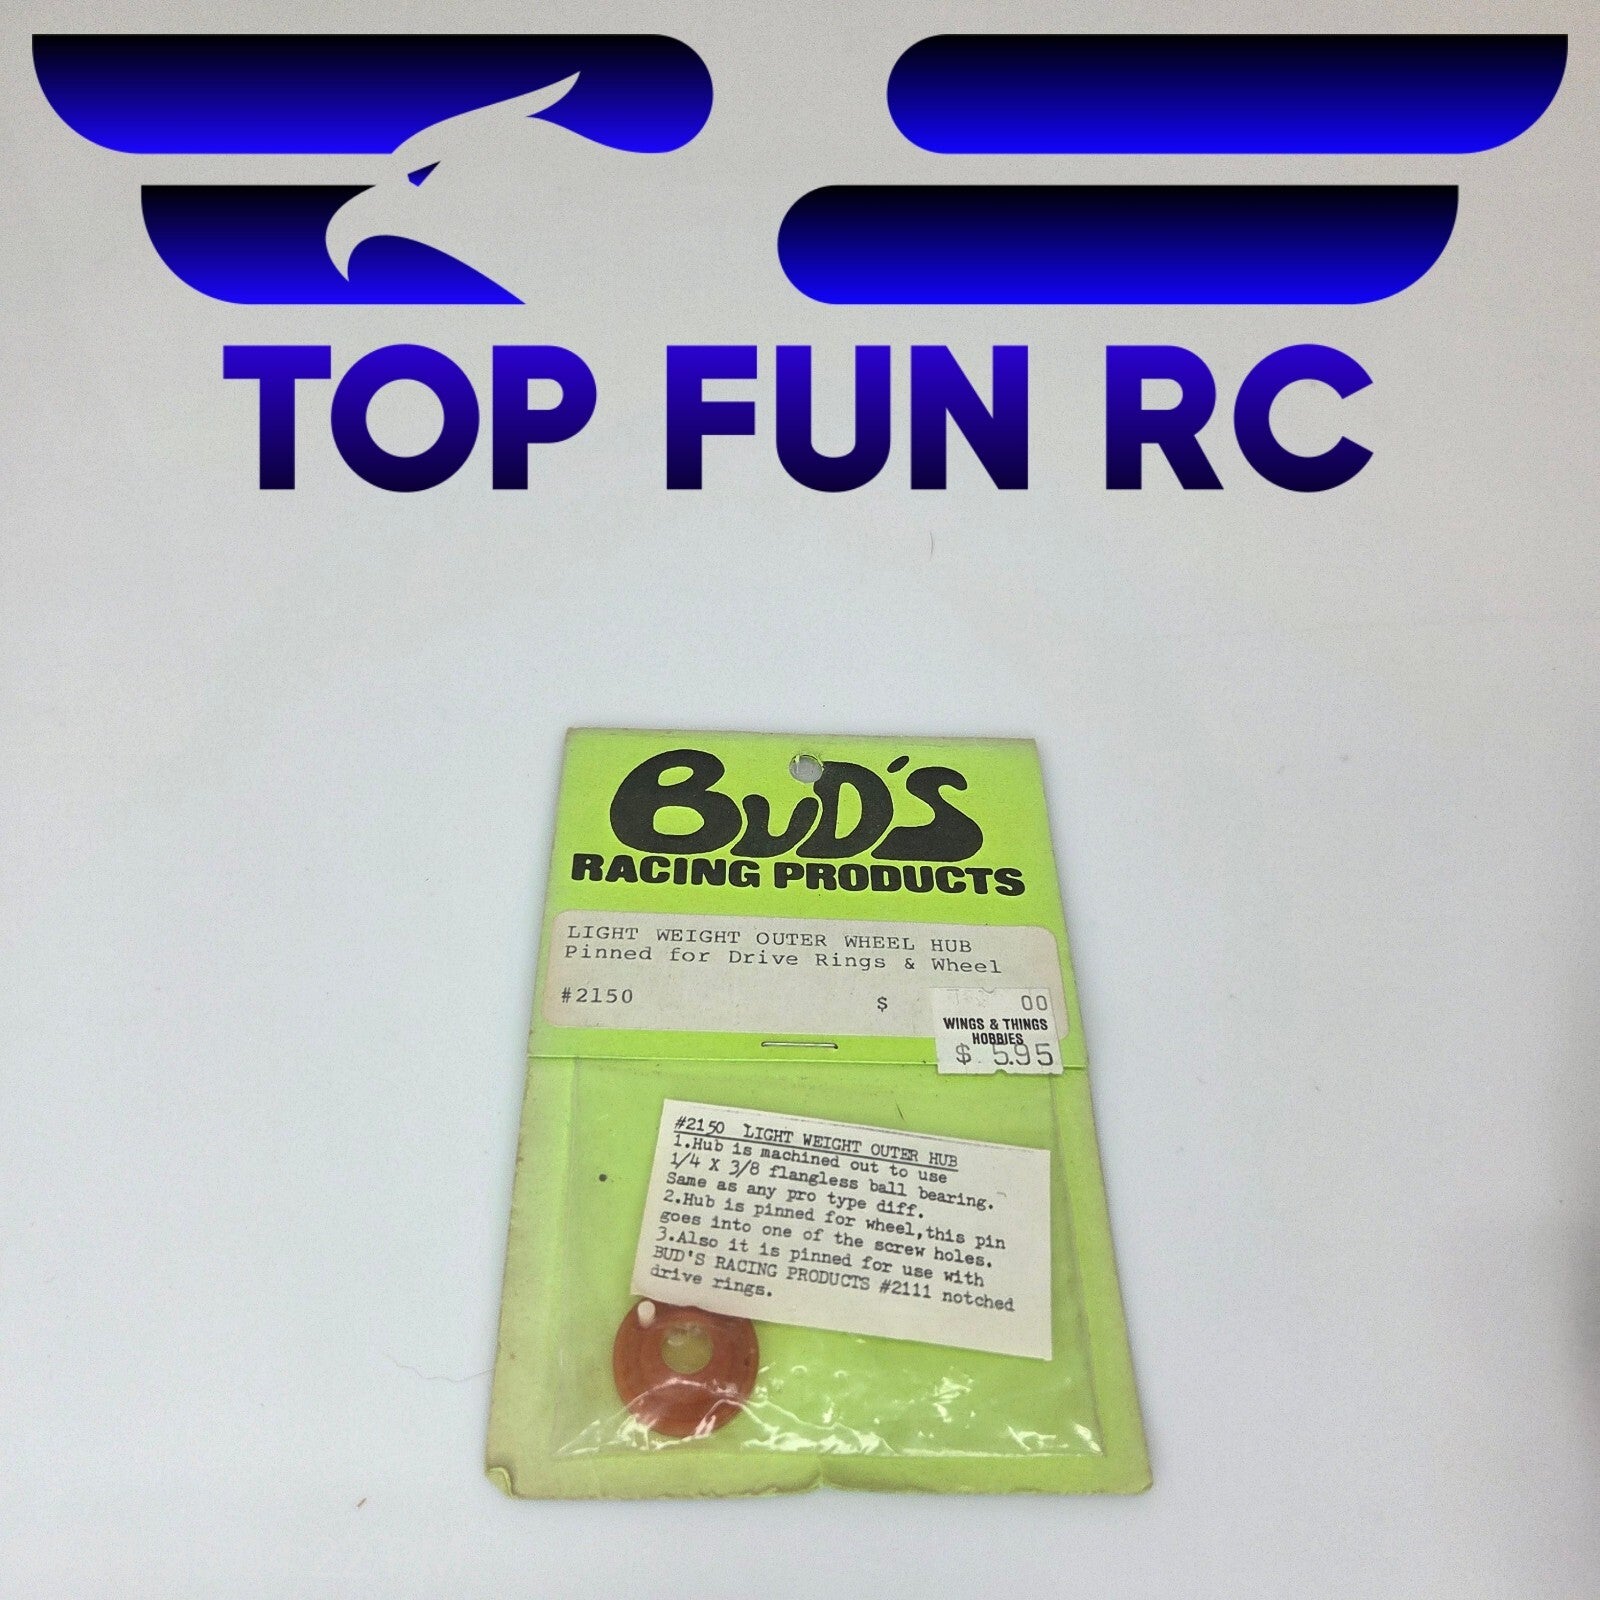 TOP FUN RC
BUD'S
RACING PRODUCTS
LIGHT WEIGHT OUTER WHEEL HUB
Pinned for Drive Rings & Wheel
#2150 $
00
WINGS & THINGS
HOBBIES
$ 5.95
#2150 LIGHT WEIGHT OUTER HUB
1.Hub is machined out to use
1/4 X 3/8 flangless ball bearing.
Same as any pro type diff.
2.Hub is pinned for wheel,this pin
goes into one of the screw holes.
3.Also it is pinned for use with
BUD'S RACING PRODUCTS #2111 notched
drive rings.